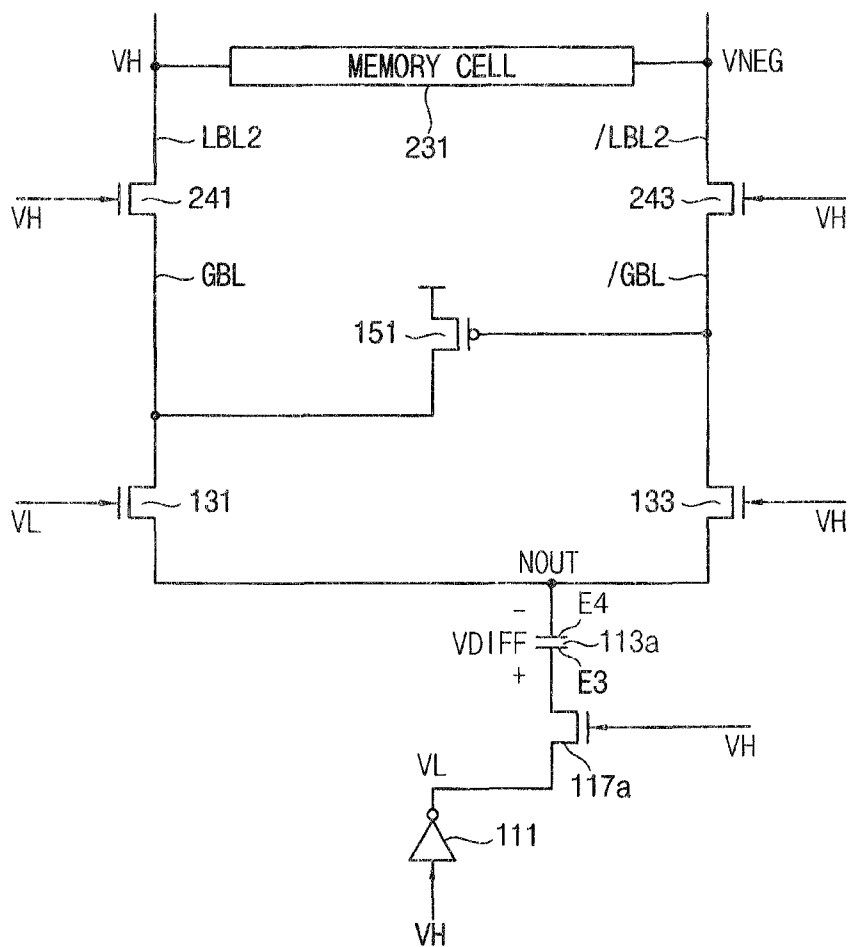 VH MEMORY CELL VNEG
231
LBL2 /LBL2
241 243
VH VH
GBL /GBL
151
131 133
VL VH
NOUT
- E4
VDIFF 113a
+ E3
VH
VL 117a
111
VH